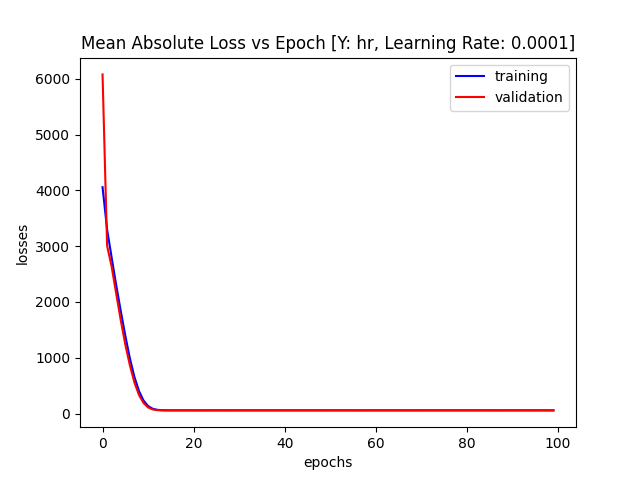 Mean Absolute Loss vs Epoch [Y: hr, Learning Rate: 0.0001]
training
validation
6000
5000
4000
3000
2000
1000
0
losses
0 20 40 60 80 100
epochs